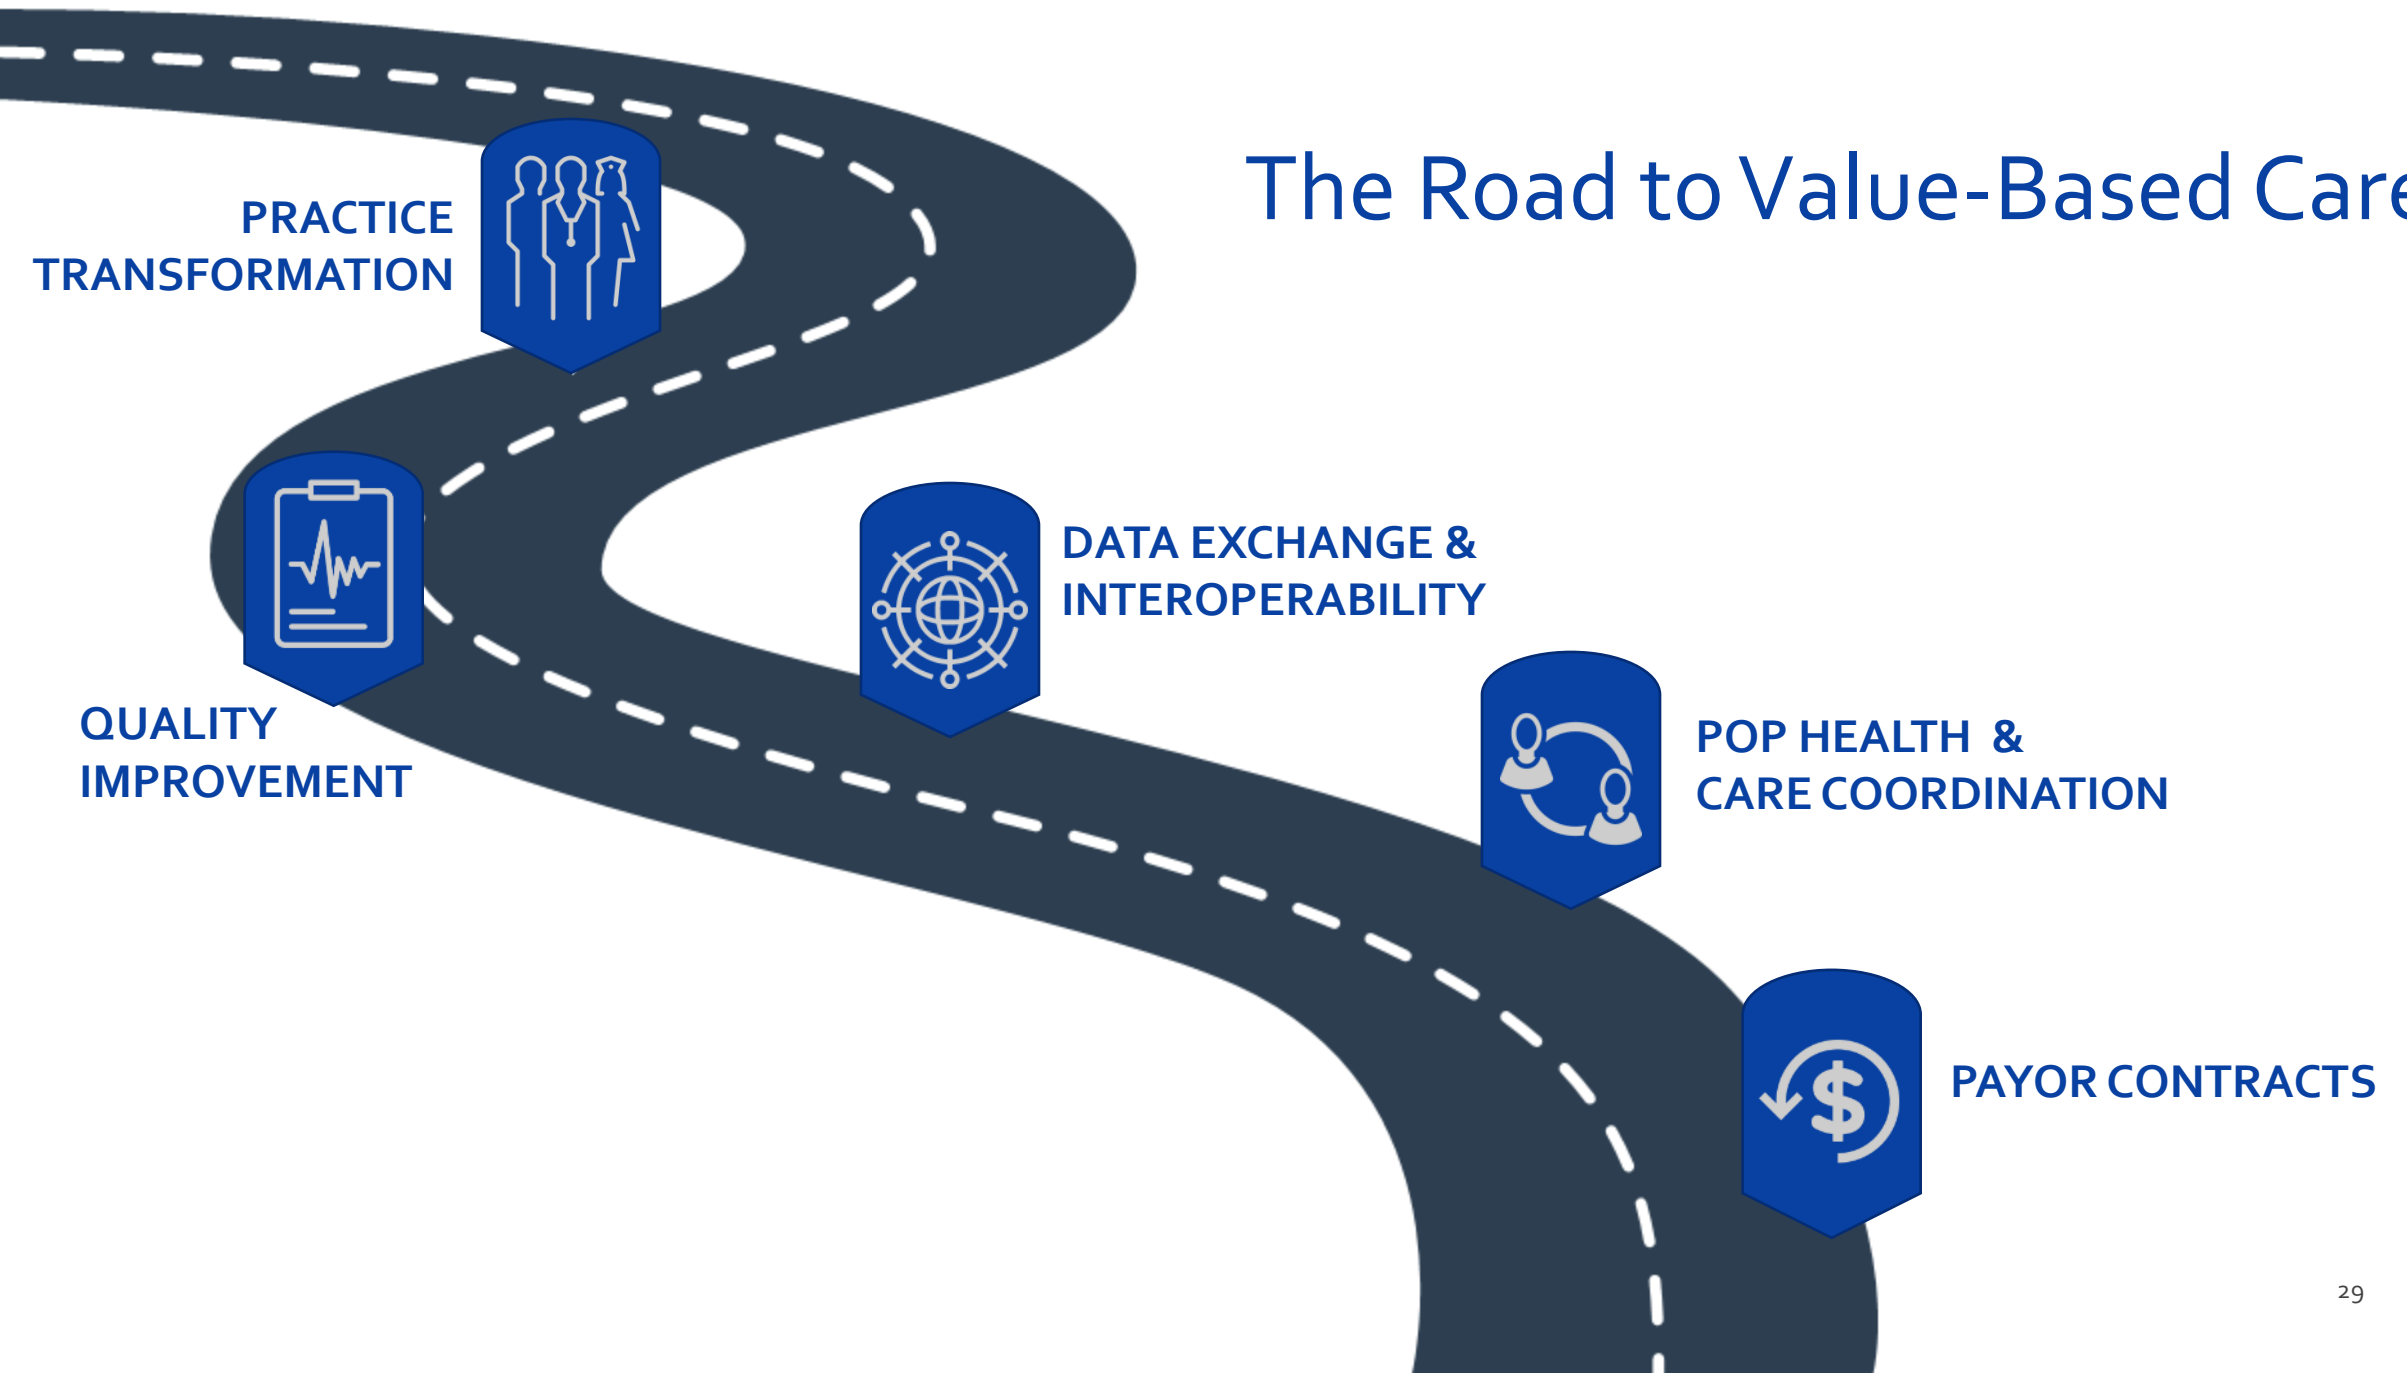 The Road to Value-Based Care
PRACTICE
TRANSFORMATION
QUALITY
IMPROVEMENT
DATA EXCHANGE &
INTEROPERABILITY
POP HEALTH &
CARE COORDINATION
PAYOR CONTRACTS
$
29